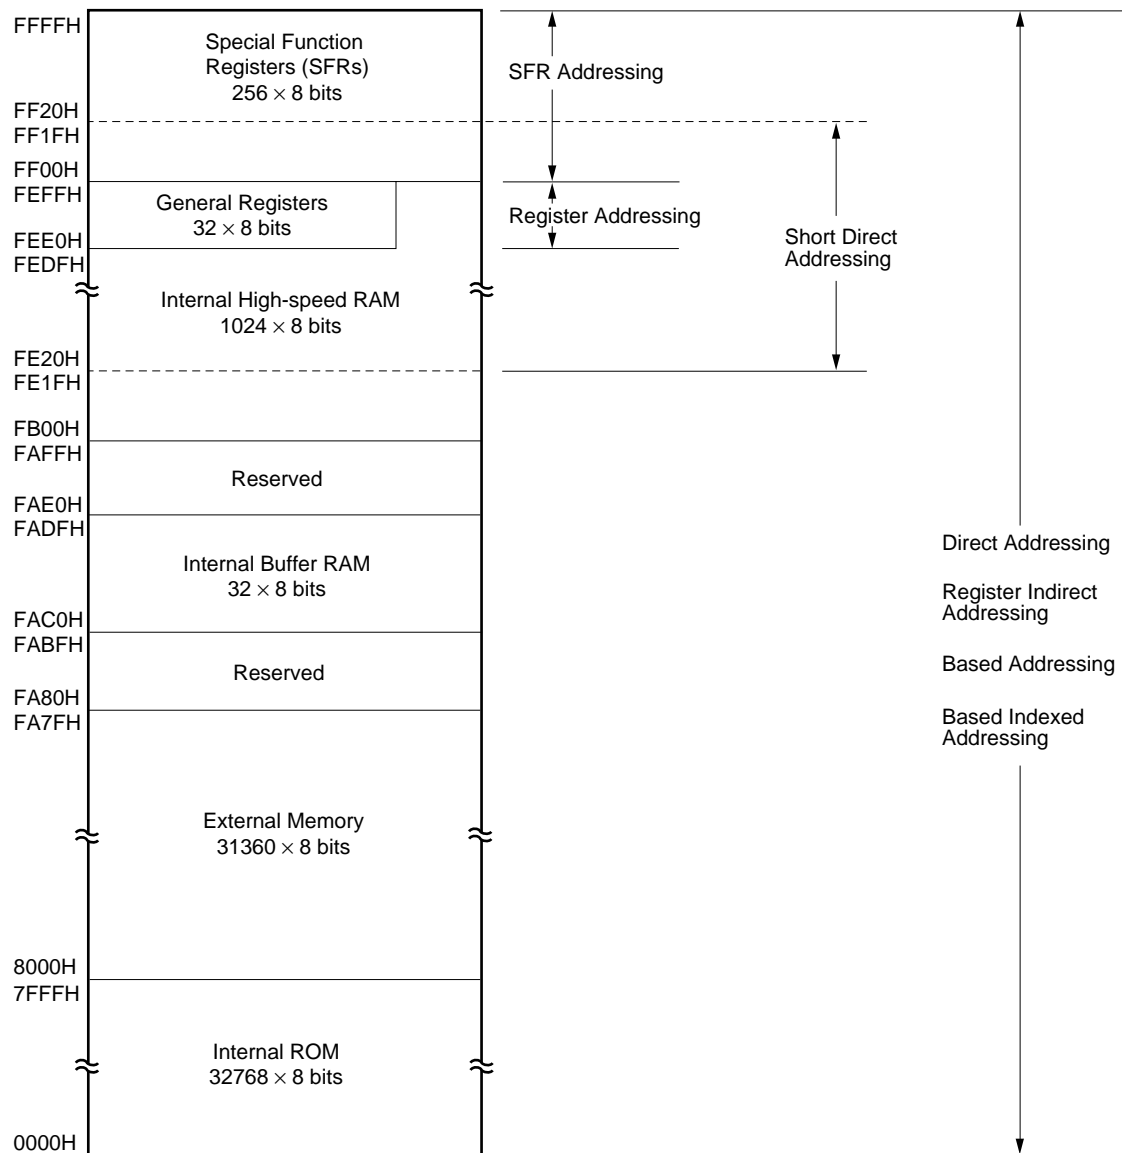 FFFFH
Special Function
Registers (SFRs)
256 × 8 bits
SFR Addressing
FF20H
FF1FH
FF00H
FEFFH
General Registers
32 × 8 bits
Register Addressing
Short Direct
Addressing
FEE0H
FEDFH
Internal High-speed RAM
1024 × 8 bits
FE20H
FE1FH
FB00H
FAFFH
Reserved
FAE0H
FADFH
Internal Buffer RAM
32 × 8 bits
Direct Addressing
Register Indirect
Addressing
Based Addressing
Based Indexed
Addressing
FAC0H
FABFH
Reserved
FA80H
FA7FH
External Memory
31360 × 8 bits
8000H
7FFFH
Internal ROM
32768 × 8 bits
0000H